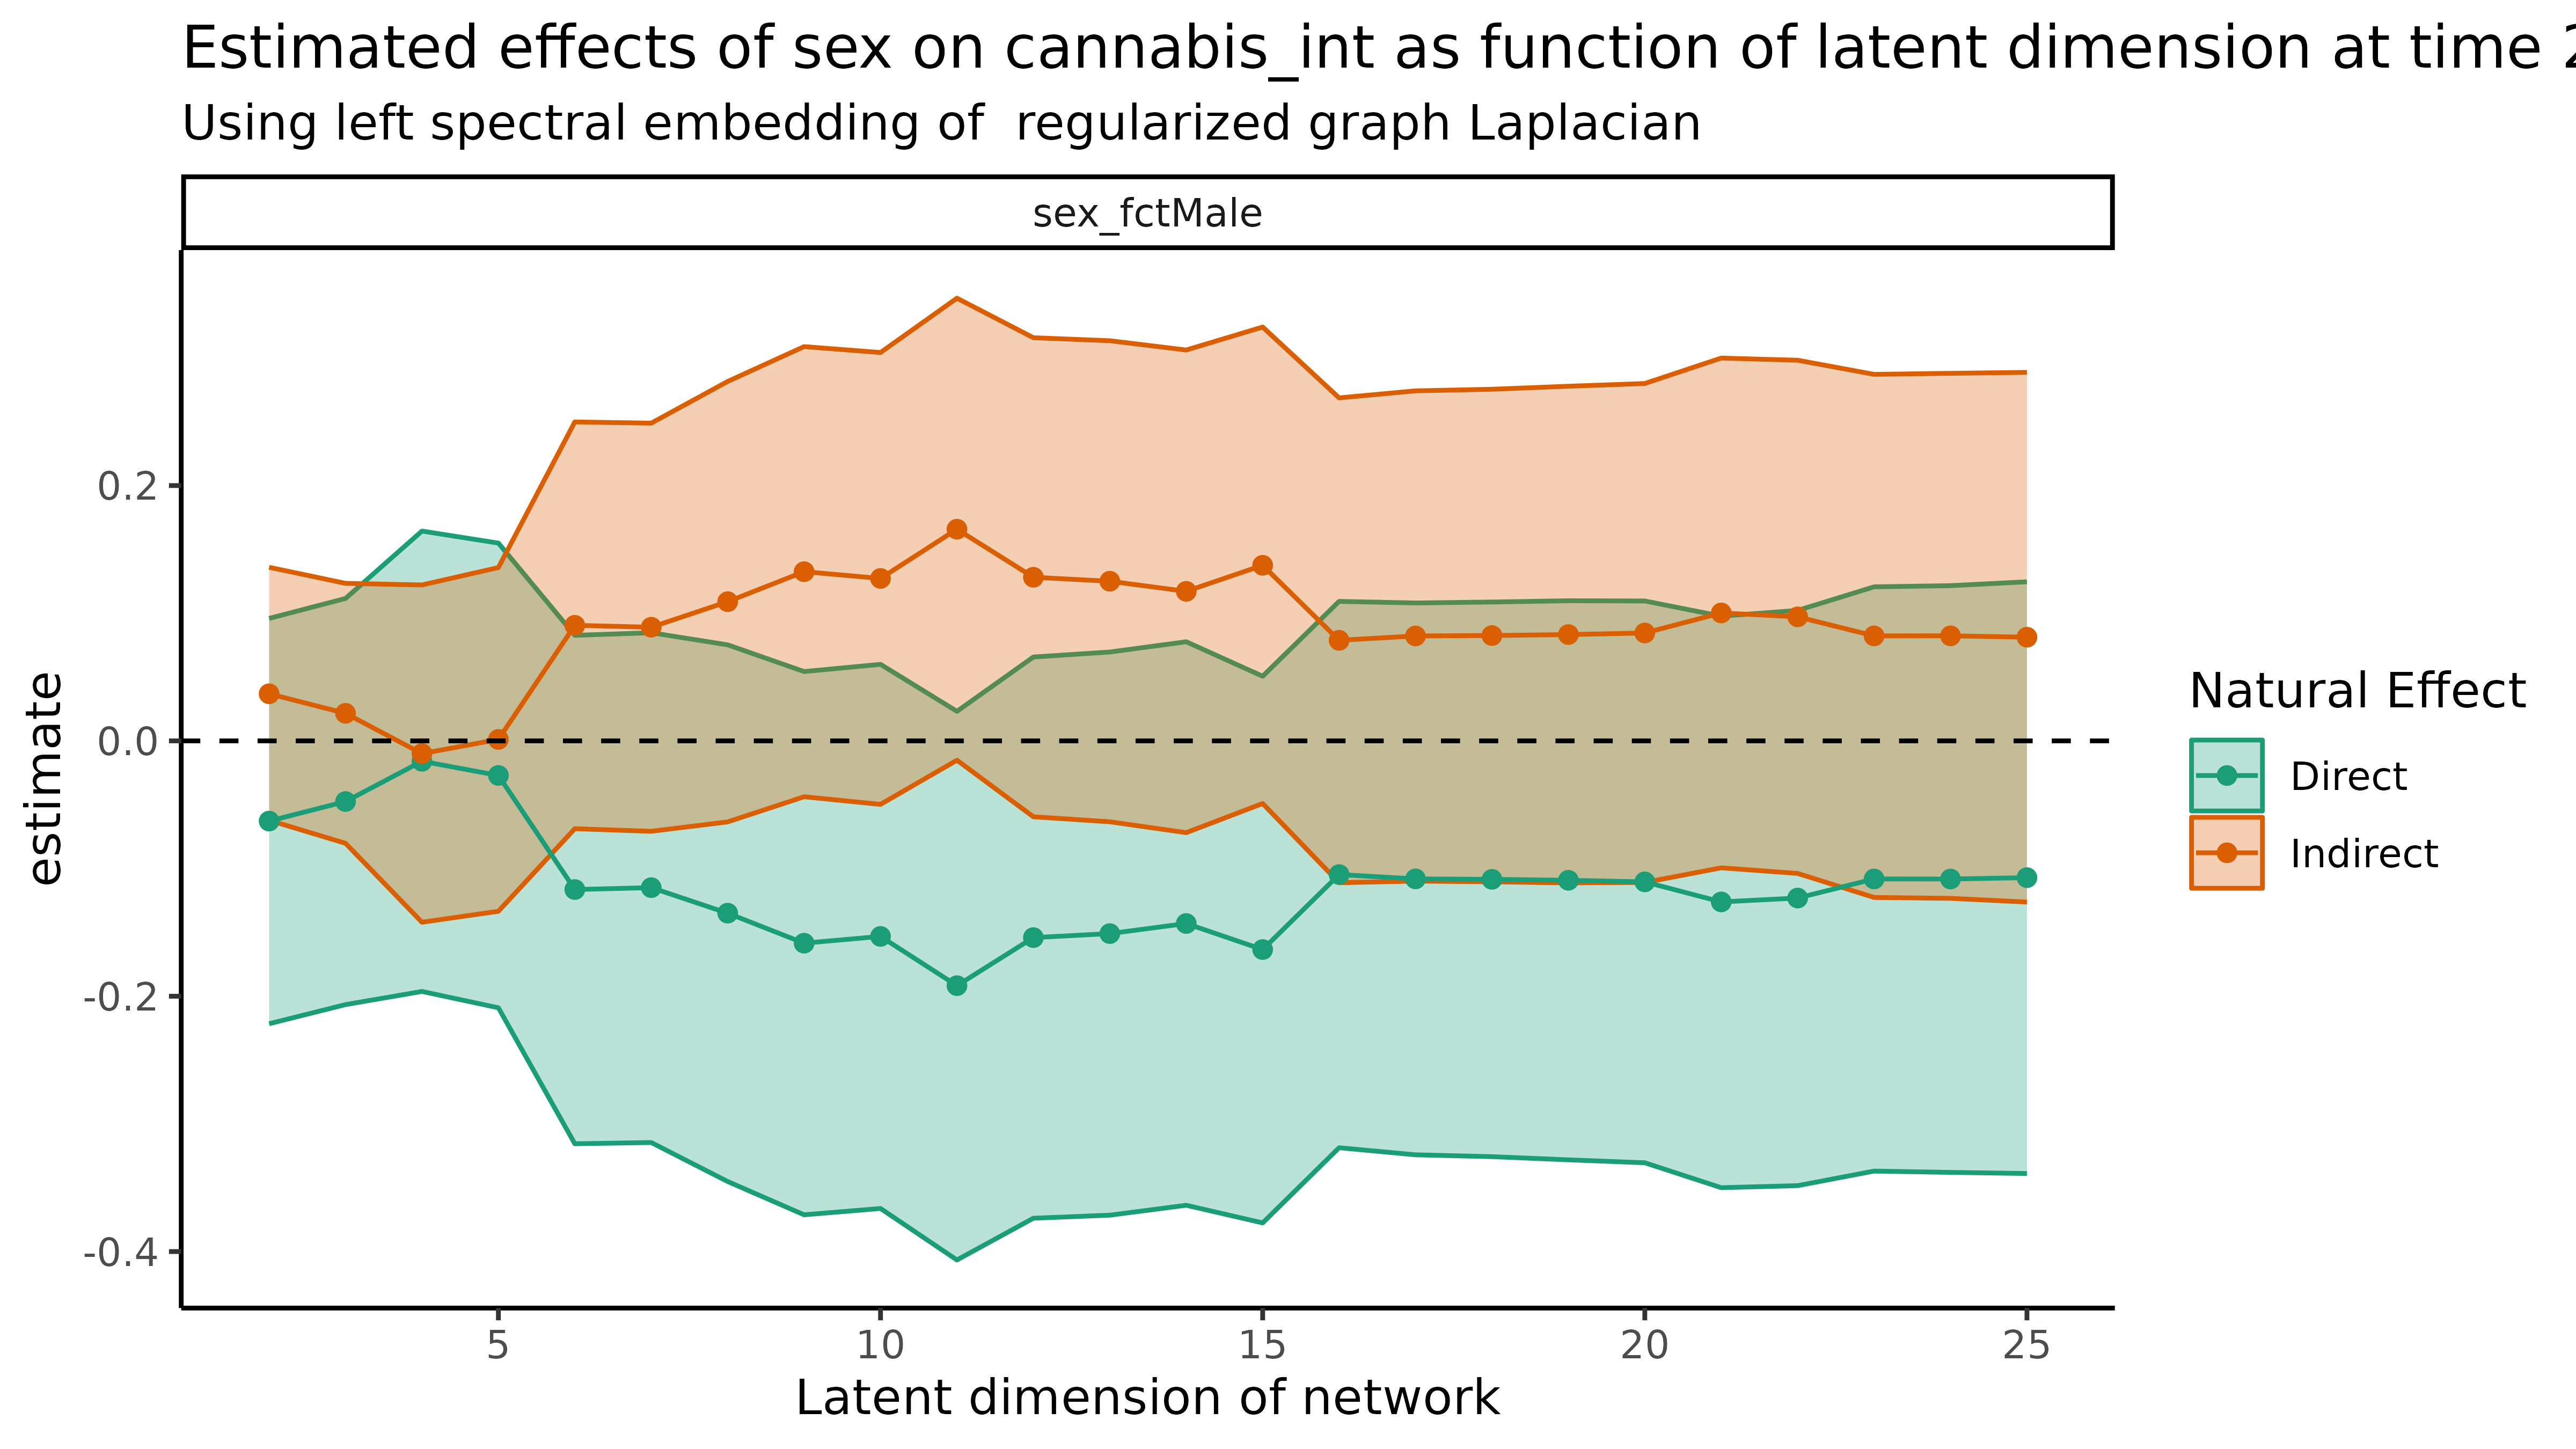 Estimated effects of sex on cannabis_int as function of latent dimension at time 2
Using left spectral embedding of  regularized graph Laplacian
sex_fctMale
0.2
0.0
-0.2
-0.4
estimate
5 10 15 20 25
Latent dimension of network
Natural Effect
Direct
Indirect